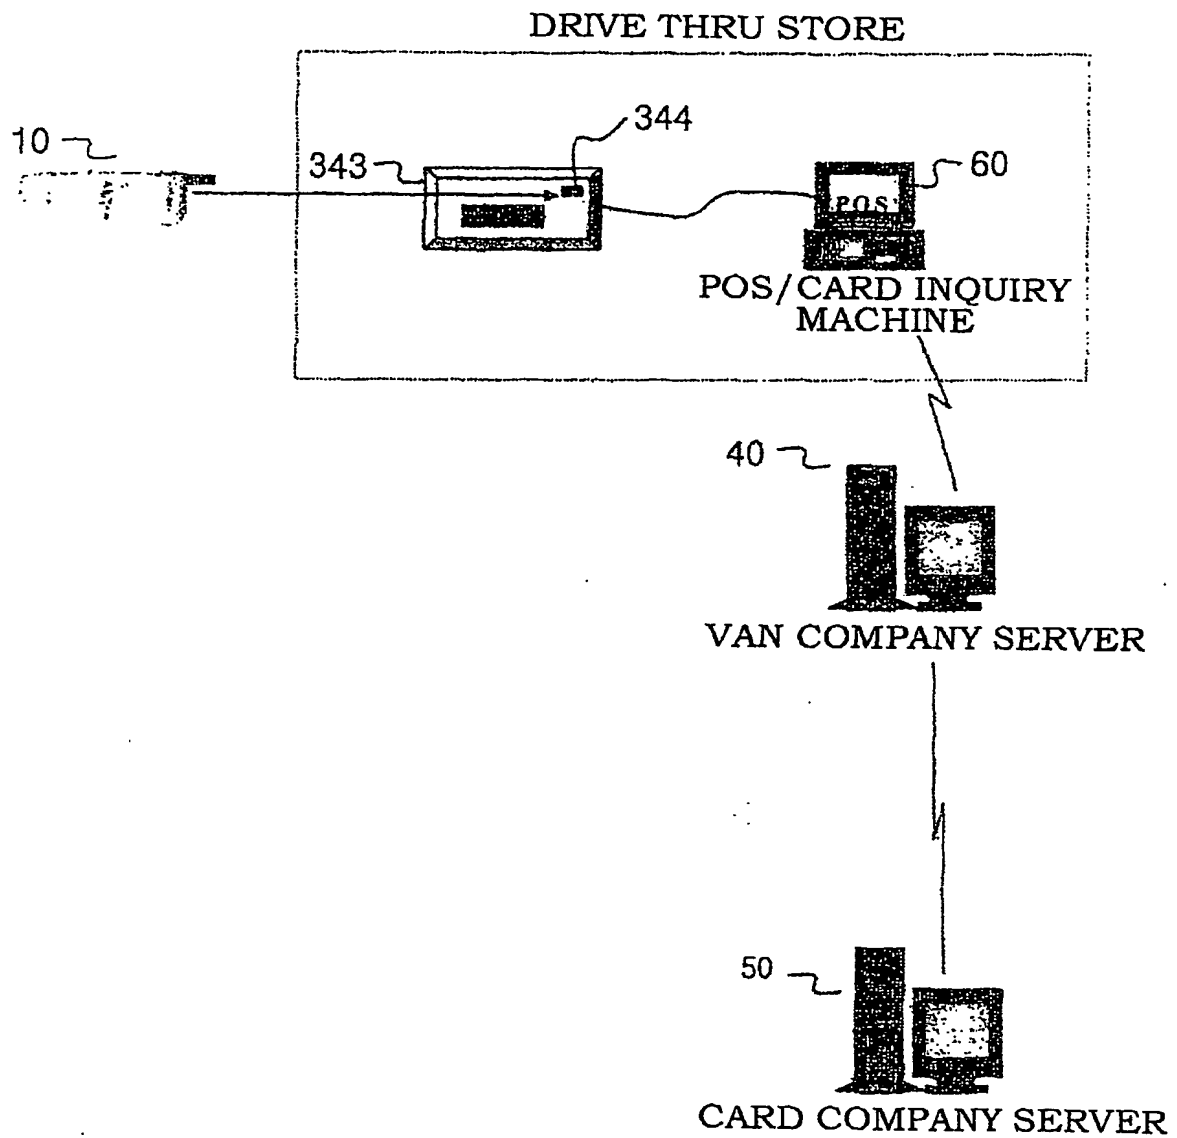 DRIVE THRU STORE
344
10
343
60
POS
POS/CARD INQUIRY
MACHINE
40
VAN COMPANY SERVER
50
CARD COMPANY SERVER